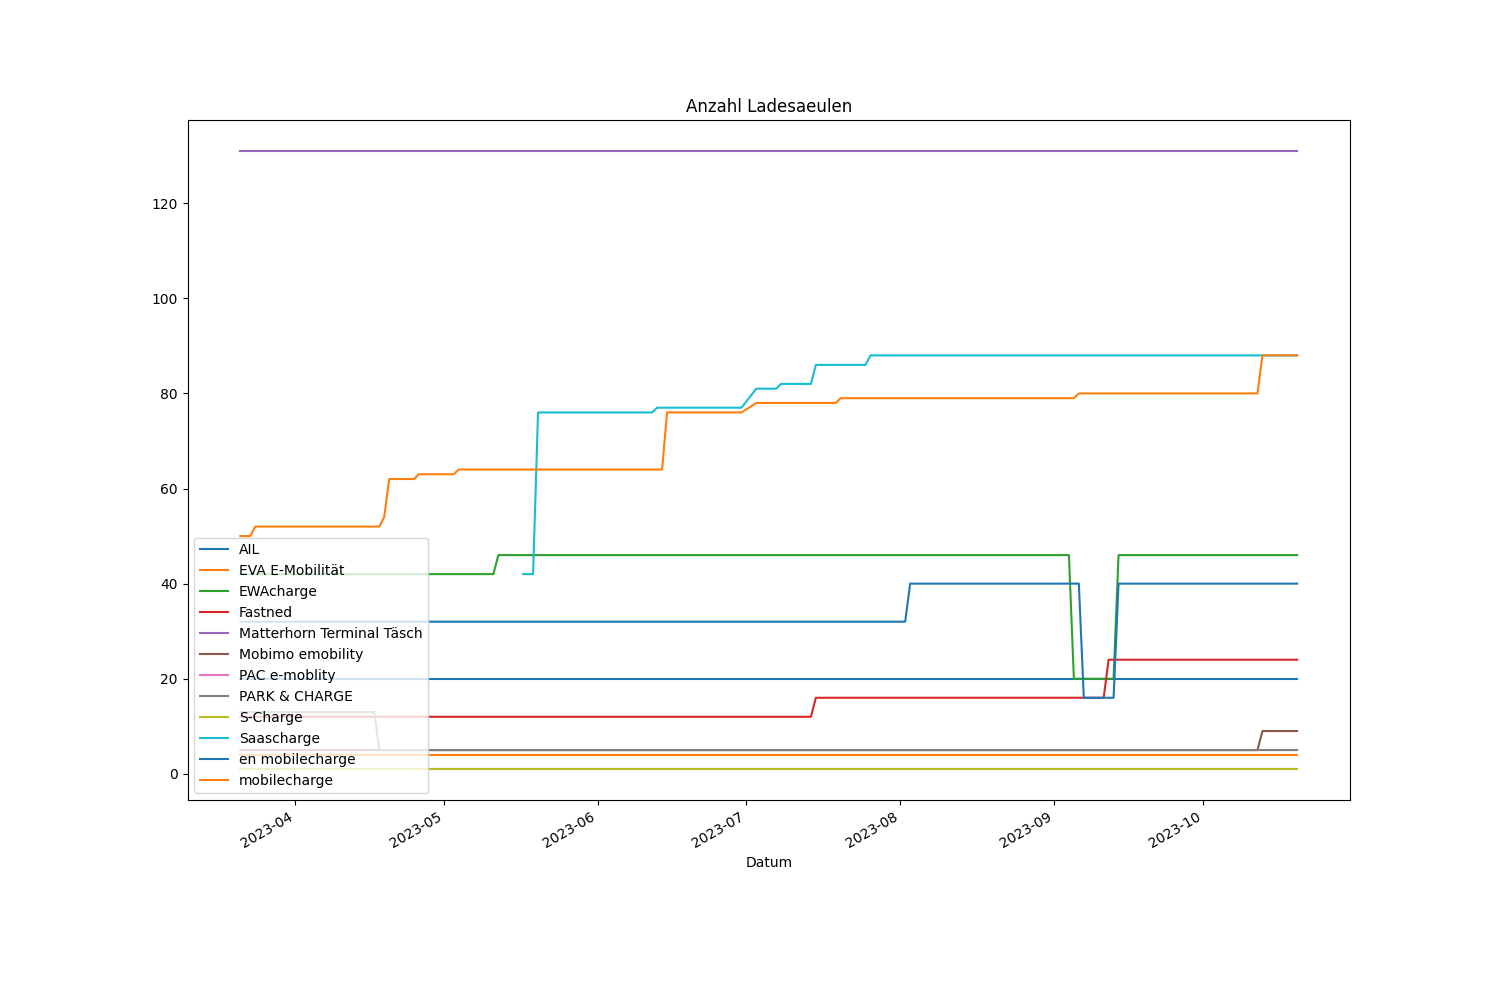 Anzahl Ladesaeulen
120
100
80
60
40
20
0
AIL
EVA E-Mobilität
EWAcharge
Fastned
Matterhorn Terminal Täsch
Mobimo emobility
PAC e-moblity
PARK & CHARGE
S-Charge
Saascharge
en mobilecharge
mobilecharge
2023-04
2023-05
2023-06
2023-07
2023-08
2023-09
2023-10
Datum